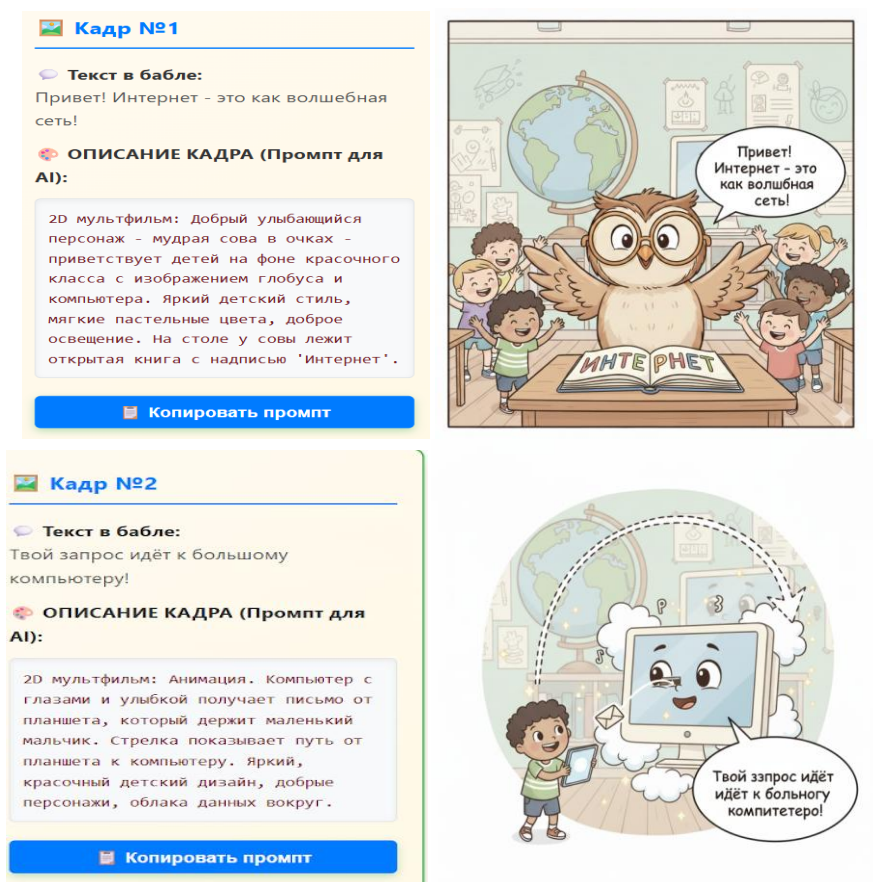 Кадр №1
Текст в бабле:
Привет! Интернет - это как волшебная
сеть!
ОПИСАНИЕ КАДРА (Промпт для
AI):
2D мультфильм: Добрый улыбающийся
персонаж - мудрая сова в очках -
приветствует детей на фоне красочного
класса с изображением глобуса и
компьютера. Яркий детский стиль,
мягкие пастельные цвета, доброе
освещение. На столе у совы лежит
открытая книга с надписью 'Интернет'.
Копировать промпт
Привет!
Интернет - это
как волшбная
сеть!
ИНТЕРНЕТ
Кадр №2
Текст в бабле:
Твой запрос идёт к большому
компьютеру!
ОПИСАНИЕ КАДРА (Промпт для
AI):
2D мультфильм: Анимация. Компьютер с
глазами и улыбкой получает письмо от
планшета, который держит маленький
мальчик. Стрелка показывает путь от
планшета к компьютеру. Яркий,
красочный детский дизайн, добрые
персонажи, облака данных вокруг.
Копировать промпт
Твой зэпрос идёт
идёт к больногу
компитетеро!